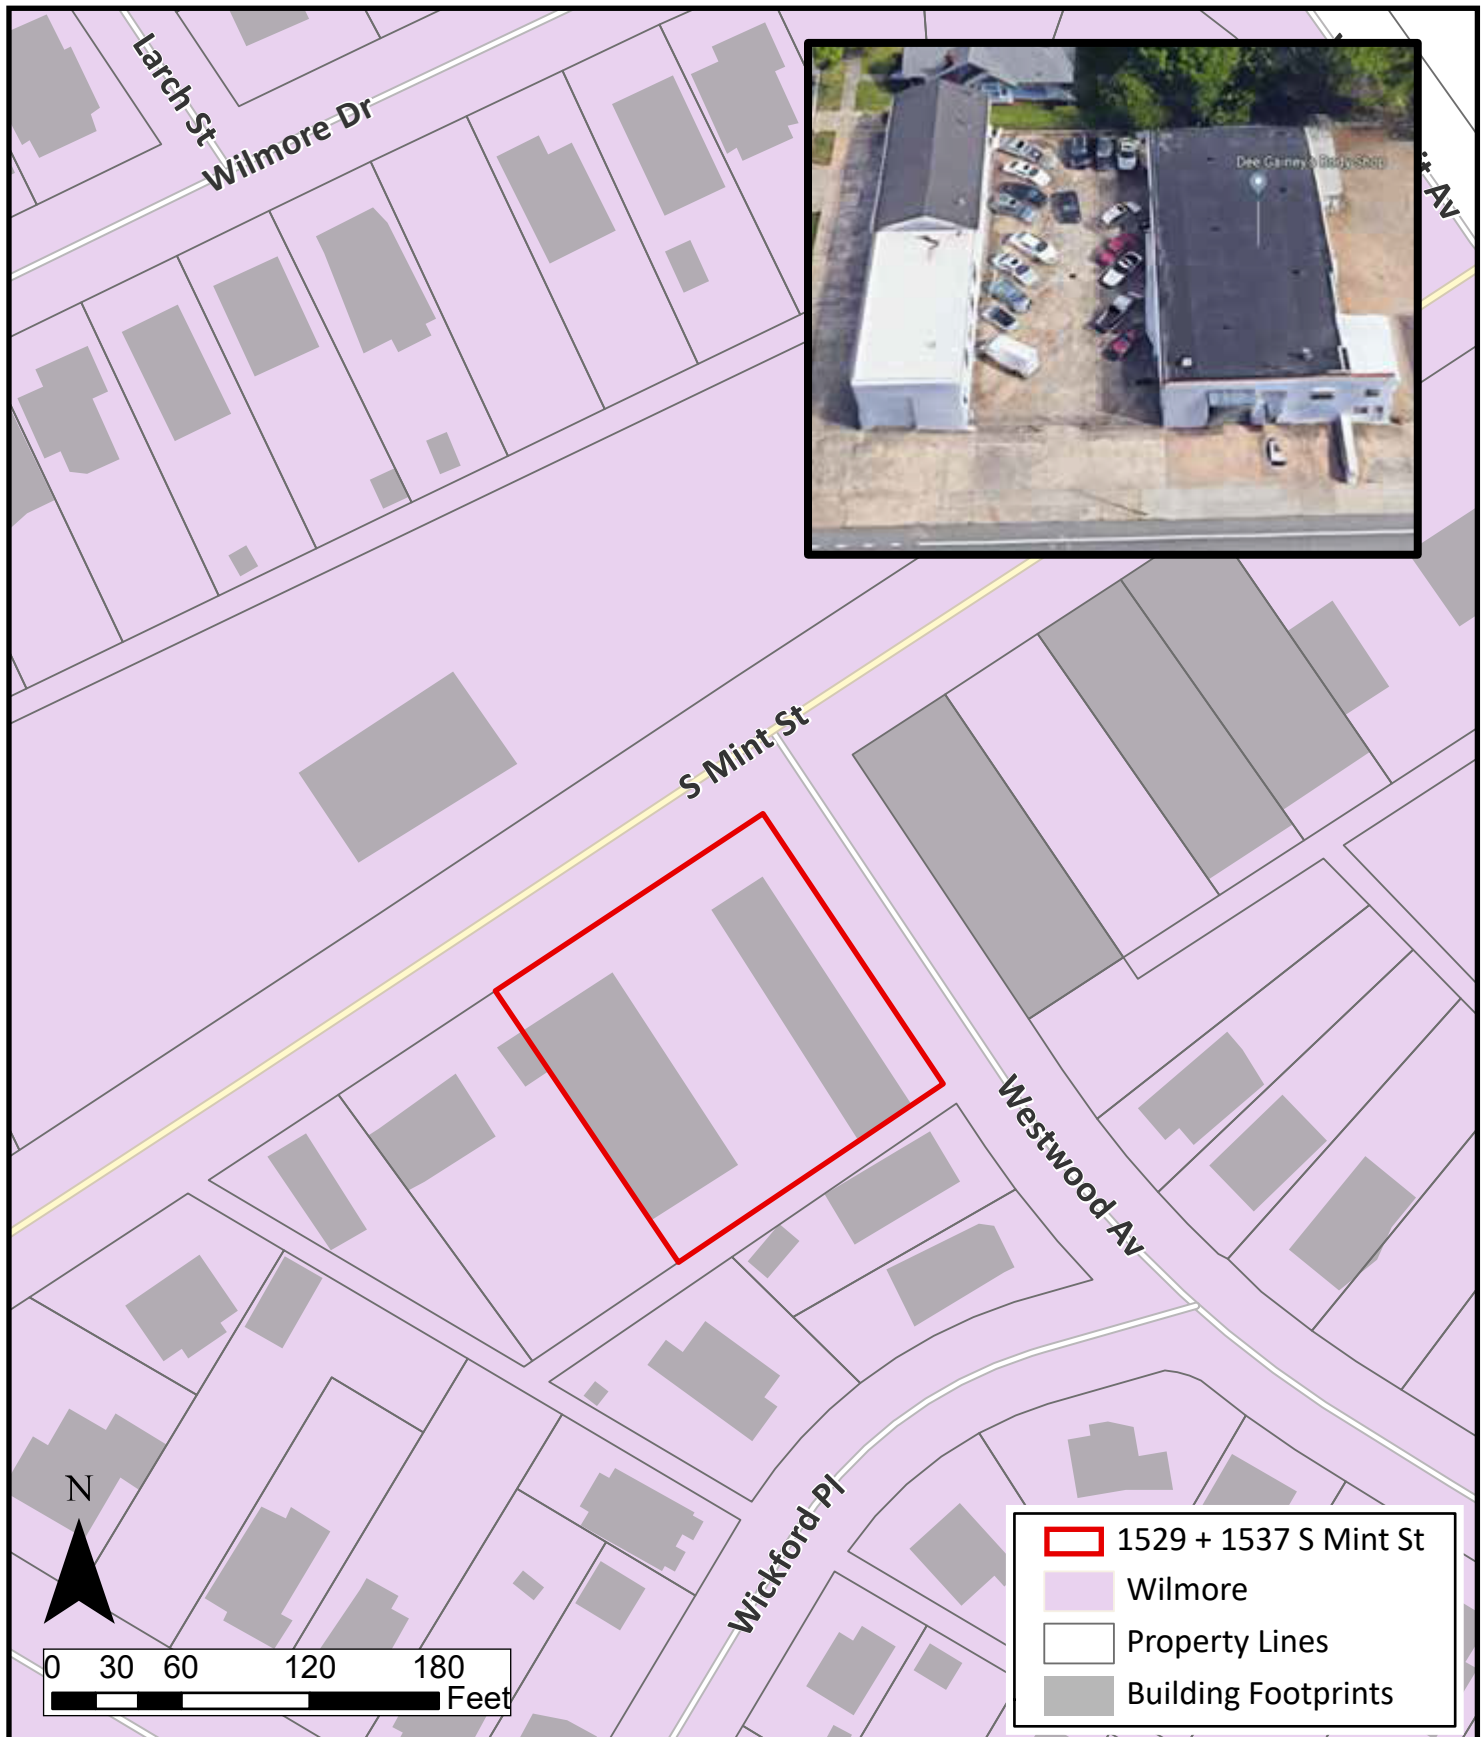 Larch St
Wilmore Dr
Dee Gainey's Body Shop
Av
S Mint St
Westwood Av
Wickford Pl
N
0 30 60 120 180
Feet
1529 + 1537 S Mint St
Wilmore
Property Lines
Building Footprints